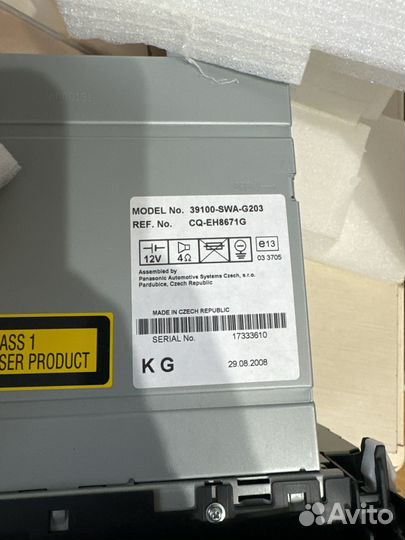 MODEL No. 39100-SWA-G203
REF. No. CQ-EH8671G
12V
4Ω
e13
03 3705
Assembled by
Panasonic Automotive Systems Czech, s.r.o.
Pardubice, Czech Republic
MADE IN CZECH REPUBLIC
SERIAL No. 17333610
KG 29.08.2008
ASS 1
SER PRODUCT
Avito